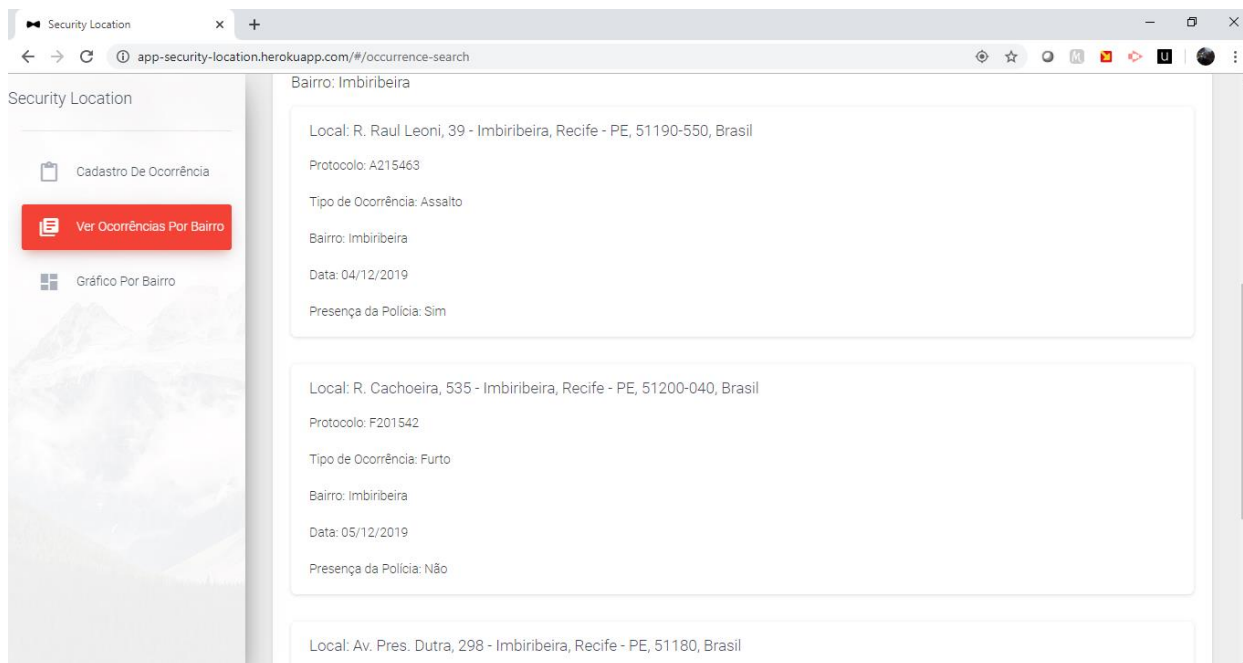 Security Location
app-security-location.herokuapp.com/#/occurrence-search
Security Location
Cadastro De Ocorrência
Ver Ocorrências Por Bairro
Gráfico Por Bairro
Bairro: Imbiribeira
Local: R. Raul Leoni, 39 - Imbiribeira, Recife - PE, 51190-550, Brasil
Protocolo: A215463
Tipo de Ocorrência: Assalto
Bairro: Imbiribeira
Data: 04/12/2019
Presença da Polícia: Sim
Local: R. Cachoeira, 535 - Imbiribeira, Recife - PE, 51200-040, Brasil
Protocolo: F201542
Tipo de Ocorrência: Furto
Bairro: Imbiribeira
Data: 05/12/2019
Presença da Polícia: Não
Local: Av. Pres. Dutra, 298 - Imbiribeira, Recife - PE, 51180, Brasil